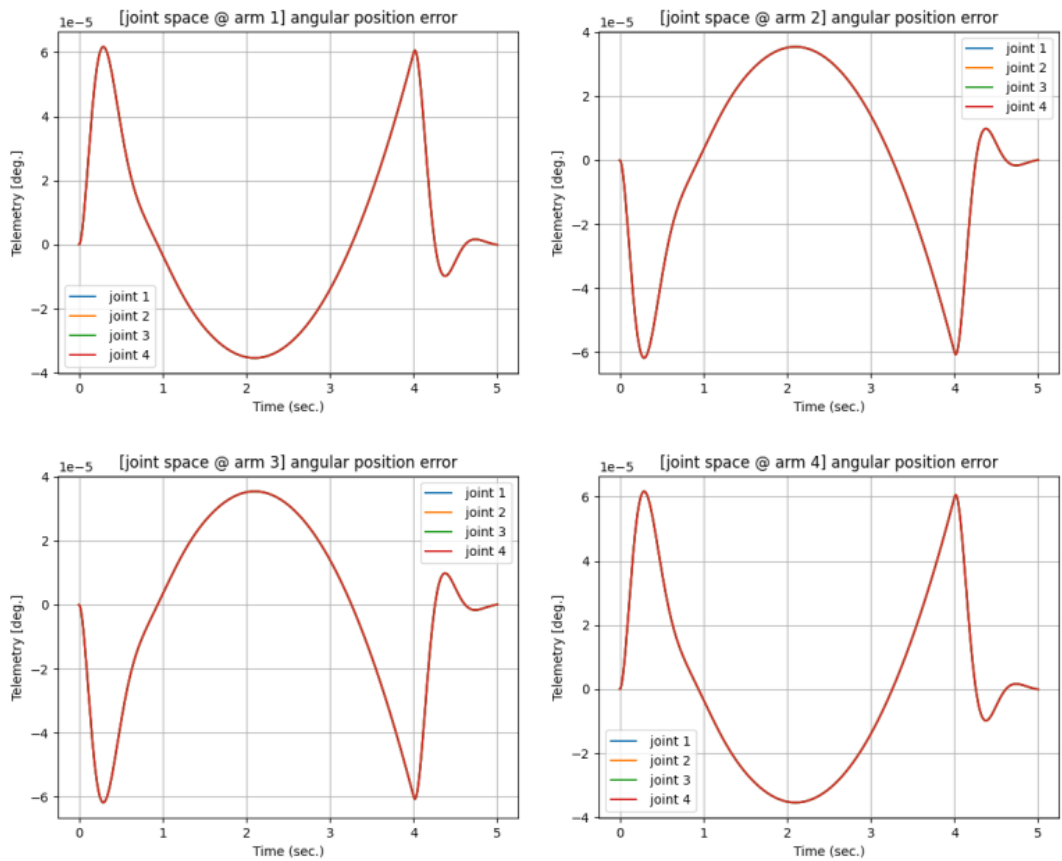 [joint space @ arm 1] angular position error
1e−5
6
4
2
0
−2
−4
Telemetry [deg.]
joint 1
joint 2
joint 3
joint 4
0 1 2 3 4 5
Time (sec.)
[joint space @ arm 2] angular position error
1e−5
4
2
0
−2
−4
−6
Telemetry [deg.]
joint 1
joint 2
joint 3
joint 4
0 1 2 3 4 5
Time (sec.)
[joint space @ arm 3] angular position error
1e−5
4
2
0
−2
−4
−6
Telemetry [deg.]
joint 1
joint 2
joint 3
joint 4
0 1 2 3 4 5
Time (sec.)
[joint space @ arm 4] angular position error
1e−5
6
4
2
0
−2
−4
Telemetry [deg.]
joint 1
joint 2
joint 3
joint 4
0 1 2 3 4 5
Time (sec.)